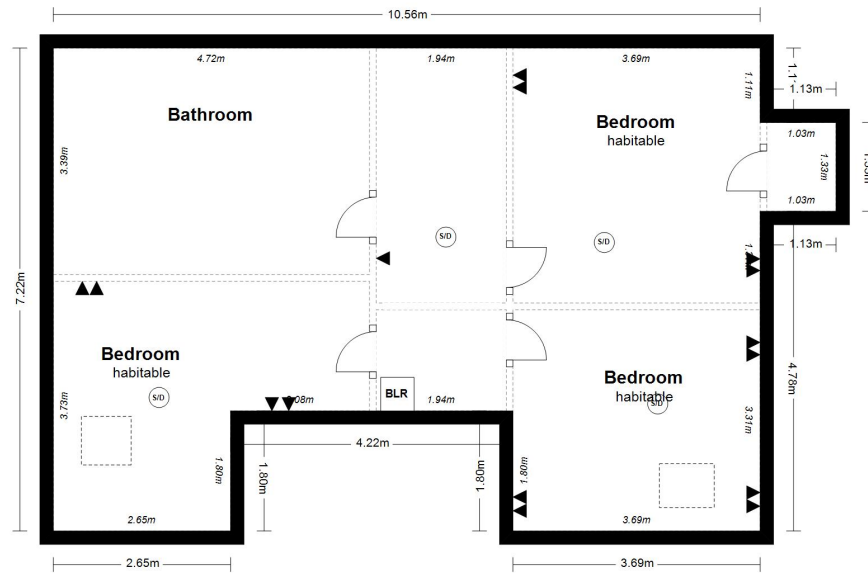 10.56m
4.72m
1.94m
3.69m
1.11m
1.13m
Bathroom
Bedroom
habitable
1.03m
1.33m
3.39m
1.03m
S/D
S/D
1.13m
7.22m
Bedroom
habitable
S/D
BLR
Bedroom
habitable
S/D
4.78m
3.73m
1.94m
3.31m
4.22m
1.80m
1.80m
1.80m
1.80m
2.65m
3.69m
2.65m
3.69m